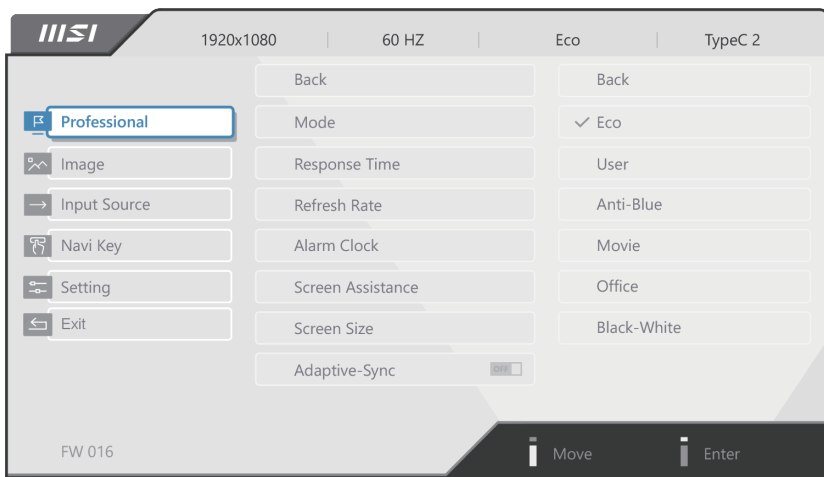 msi
1920x1080 60 HZ Eco TypeC 2
Back
Mode
Response Time
Refresh Rate
Alarm Clock
Screen Assistance
Screen Size
Adaptive-Sync OFF
Back
Eco
User
Anti-Blue
Movie
Office
Black-White
Professional
Image
Input Source
Navi Key
Setting
Exit
FW 016
Move
Enter